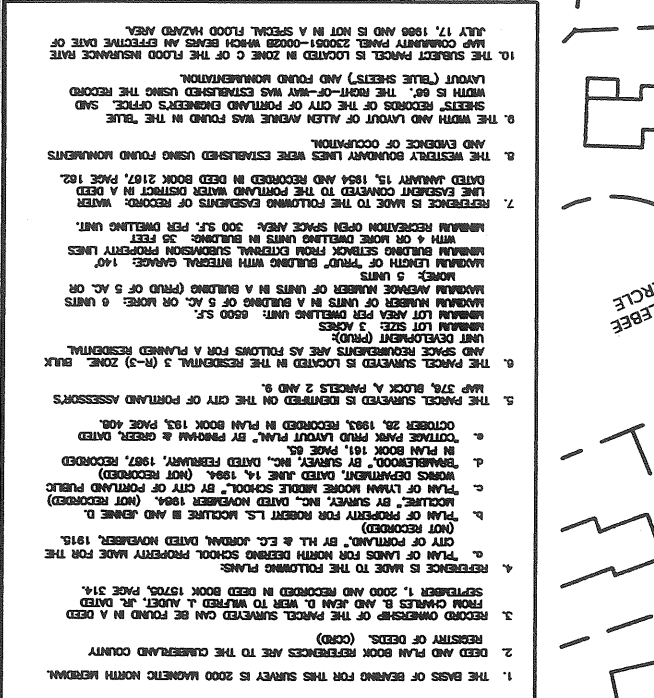 1. THE BASIS OF BEARING FOR THIS SURVEY IS 2000 MAGNETIC NORTH MERIDIAN.
2. DEED AND PLAN BOOK REFERENCES ARE TO THE CUMBERLAND COUNTY
REGISTRY OF DEEDS. (CCRD)
3. RECORD OWNERSHIP OF THE PARCEL SURVEYED CAN BE FOUND IN A DEED
FROM CHARLES B. AND JEAN D. WEIR TO WILFRED J. AUDET, JR. DATED
SEPTEMBER 1, 2000 AND RECORDED IN DEED BOOK 15705, PAGE 314.
4. REFERENCE IS MADE TO THE FOLLOWING PLANS:
a. "PLAN OF LANDS FOR NORTH DEERING SCHOOL PROPERTY MADE FOR THE
CITY OF PORTLAND", BY H.I. & E.C. JORDAN, DATED NOVEMBER, 1915.
(NOT RECORDED)
b. "PLAN OF PROPERTY FOR ROBERT L.S. MCCLURE III AND JENNIE D.
MCCLURE," BY SURVEY, INC., DATED NOVEMBER 1984. (NOT RECORDED)
c. "PLAN OF LYMAN MOORE MIDDLE SCHOOL," BY CITY OF PORTLAND PUBLIC
WORKS DEPARTMENT, DATED JUNE 14, 1994. (NOT RECORDED)
d. "BRAMBLEWOOD," BY SURVEY, INC., DATED FEBRUARY, 1987, RECORDED
IN PLAN BOOK 161, PAGE 65.
e. "COTTAGE PARK PRUD LAYOUT PLAN," BY PINKHAM & GREER, DATED
OCTOBER 28, 1993, RECORDED IN PLAN BOOK 193, PAGE 408.
5. THE PARCEL SURVEYED IS IDENTIFIED ON THE CITY OF PORTLAND ASSESSOR'S
MAP 376, BLOCK A, PARCELS 2 AND 9.
6. THE PARCEL SURVEYED IS LOCATED IN THE RESIDENTIAL 3 (R-3) ZONE. BULK
AND SPACE REQUIREMENTS ARE AS FOLLOWS FOR A PLANNED RESIDENTIAL
UNIT DEVELOPMENT (PRUD):
MINIMUM LOT SIZE: 3 ACRES
MINIMUM LOT AREA PER DWELLING UNIT: 6500 S.F.
MAXIMUM NUMBER OF UNITS IN A BUILDING OF 5 AC. OR MORE: 6 UNITS
MAXIMUM AVERAGE NUMBER OF UNITS IN A BUILDING (PRUD OF 5 AC. OR
MORE): 5 UNITS
MAXIMUM LENGTH OF "PRUD" BUILDING WITH INTEGRAL GARAGE: 140'
MINIMUM BUILDING SETBACK FROM EXTERNAL SUBDIVISION PROPERTY LINES
WITH 4 OR MORE DWELLING UNITS IN BUILDING: 35 FEET
MINIMUM RECREATION OPEN SPACE AREA: 300 S.F. PER DWELLING UNIT.
7. REFERENCE IS MADE TO THE FOLLOWING EASEMENTS OF RECORD: WATER
LINE EASEMENT CONVEYED TO THE PORTLAND WATER DISTRICT IN A DEED
DATED JANUARY 15, 1954 AND RECORDED IN DEED BOOK 2167, PAGE 162.
8. THE WESTERLY BOUNDARY LINES WERE ESTABLISHED USING FOUND MONUMENTS
AND EVIDENCE OF OCCUPATION.
9. THE WIDTH AND LAYOUT OF ALLEN AVENUE WAS FOUND IN THE "BLUE
SHEETS" RECORDS OF THE CITY OF PORTLAND ENGINEER'S OFFICE. SAID
WIDTH IS 66'. THE RIGHT-OF-WAY WAS ESTABLISHED USING THE RECORD
LAYOUT ("BLUE SHEETS") AND FOUND MONUMENTATION.
10. THE SUBJECT PARCEL IS LOCATED IN ZONE C OF THE FLOOD INSURANCE RATE
MAP COMMUNITY PANEL 230051-0002B WHICH BEARS AN EFFECTIVE DATE OF
JULY 17, 1986 AND IS NOT IN A SPECIAL FLOOD HAZARD AREA.
LEBEE
RCLE